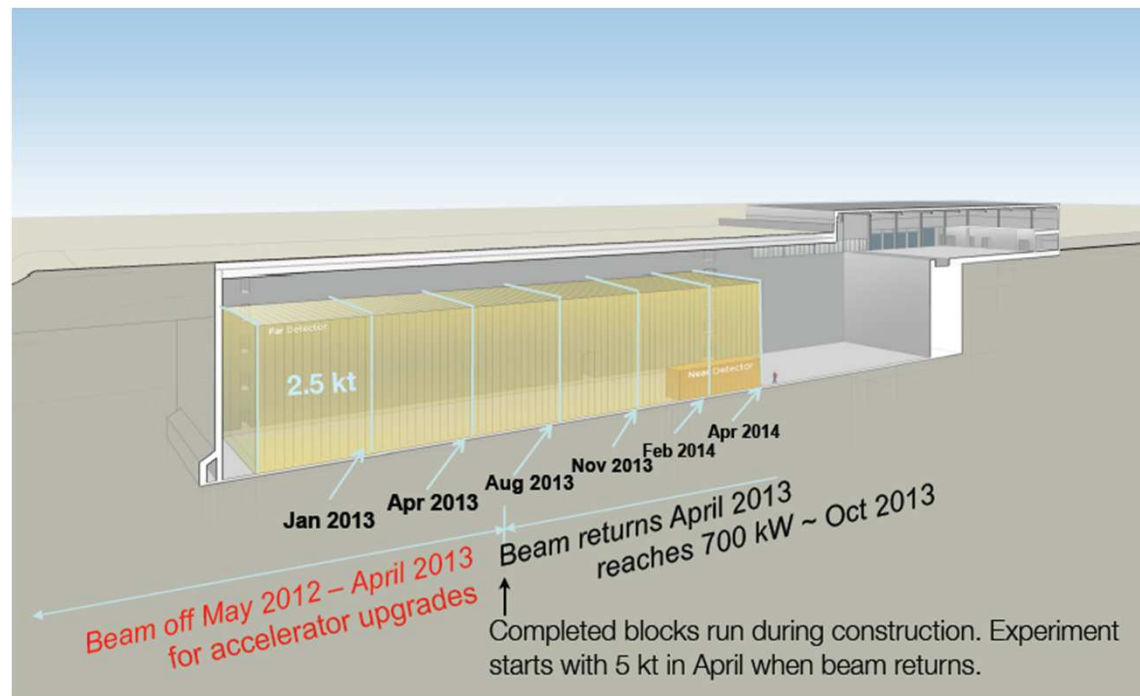 Far Detector
2.5 kt
Near Detector
Jan 2013
Apr 2013
Aug 2013
Nov 2013
Feb 2014
Apr 2014
Beam off May 2012 – April 2013
for accelerator upgrades
Beam returns April 2013
reaches 700 kW ~ Oct 2013
Completed blocks run during construction. Experiment
starts with 5 kt in April when beam returns.